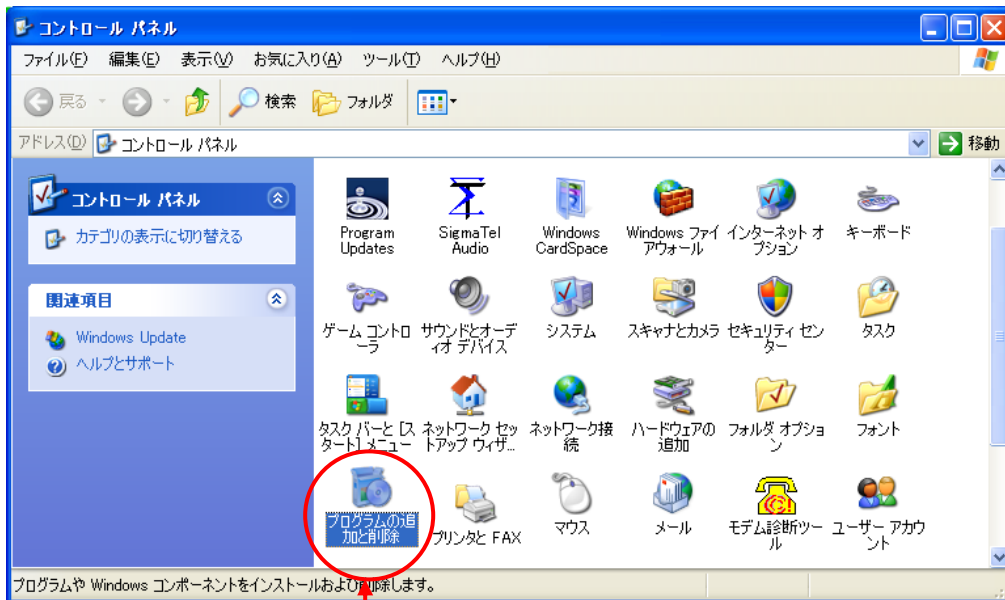 コントロール パネル
ファイル(F) 編集(E) 表示(V) お気に入り(A) ツール(T) ヘルプ(H)
戻る 検索 フォルダ
アドレス(D) コントロール パネル 移動
コントロール パネル
カテゴリの表示に切り替える
関連項目
Windows Update
ヘルプとサポート
Program
Updates
SigmaTel
Audio
Windows
CardSpace
Windows ファイ
アウォール
インターネット オ
プション
キーボード
ゲーム コントロ
ーラ
サウンドとオーデ
ィオ デバイス
システム
スキャナとカメラ
セキュリティ セン
ター
タスク
タスク バーと [ス
タート] メニュー
ネットワーク セッ
トアップ ウィザ...
ネットワーク接
続
ハードウェアの
追加
フォルダ オプショ
ン
フォント
プログラムの追
加と削除
プリンタと FAX
マウス
メール
モデム診断ツー
ル
ユーザー アカウ
ント
プログラムや Windows コンポーネントをインストールおよび削除します。